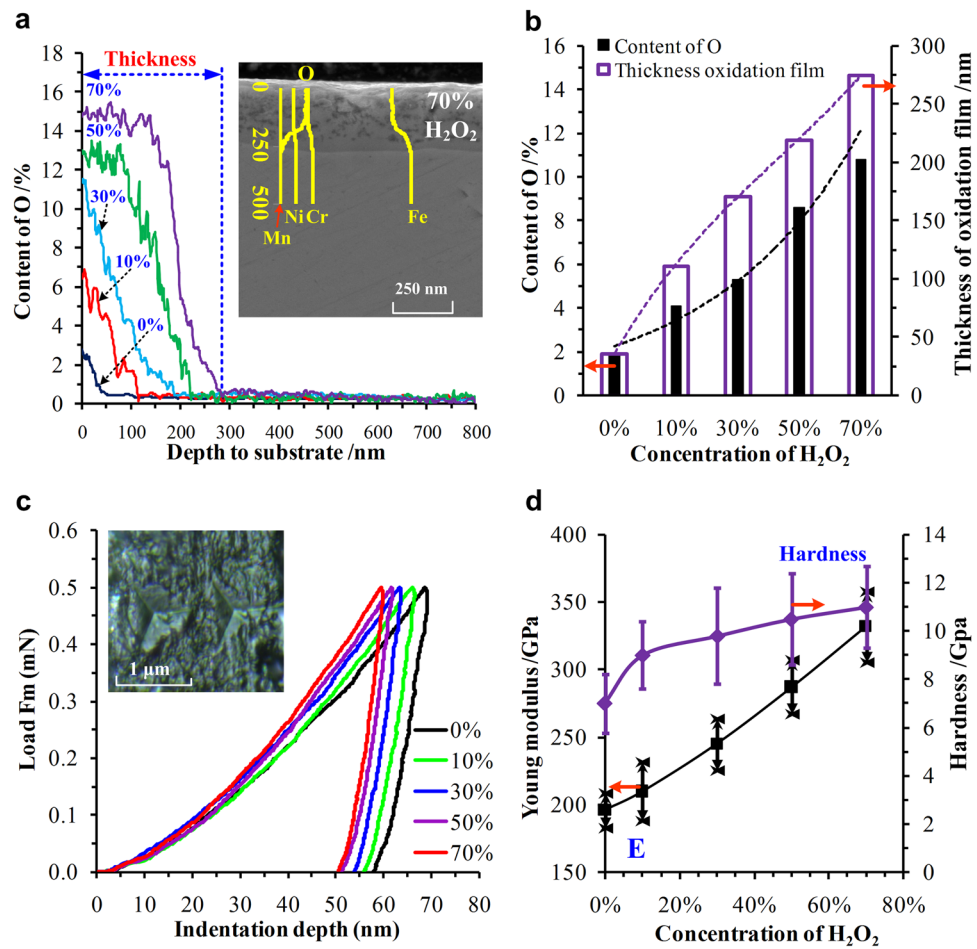 a
Thickness
18
16
14
12
10
8
6
4
2
0
Content of O /%
70%
50%
30%
10%
0%
O
70%
H₂O₂
0
250
500
Ni Cr
Fe
Mn
250 nm
0 100 200 300 400 500 600 700 800
Depth to substrate /nm
b
Content of O
Thickness oxidation film
16
14
12
10
8
6
4
2
0
Content of O /%
300
250
200
150
100
50
0
Thickness of oxidation film /nm
0% 10% 30% 50% 70%
Concentration of H₂O₂
c
0.6
0.5
0.4
0.3
0.2
0.1
0.0
Load Fm (mN)
1 μm
0%
10%
30%
50%
70%
0 10 20 30 40 50 60 70 80
Indentation depth (nm)
d
400
350
300
250
200
150
Young modulus /GPa
Hardness
E
14
12
10
8
6
4
2
0
Hardness /Gpa
0% 20% 40% 60% 80%
Concentration of H₂O₂